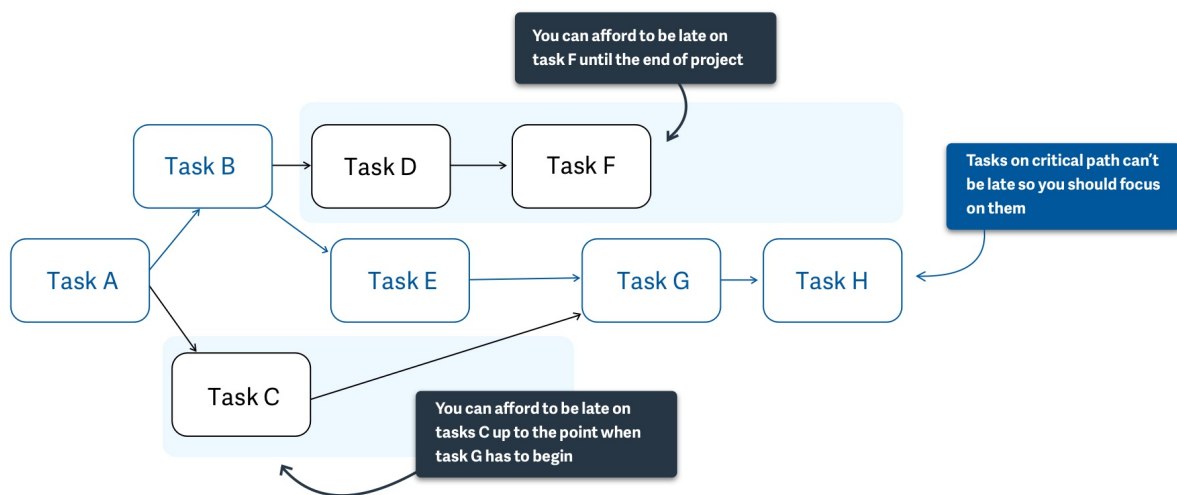 You can afford to be late on
task F until the end of project
Task B
Task D
Task F
Tasks on critical path can’t
be late so you should focus
on them
Task A
Task E
Task G
Task H
Task C
You can afford to be late on
tasks C up to the point when
task G has to begin